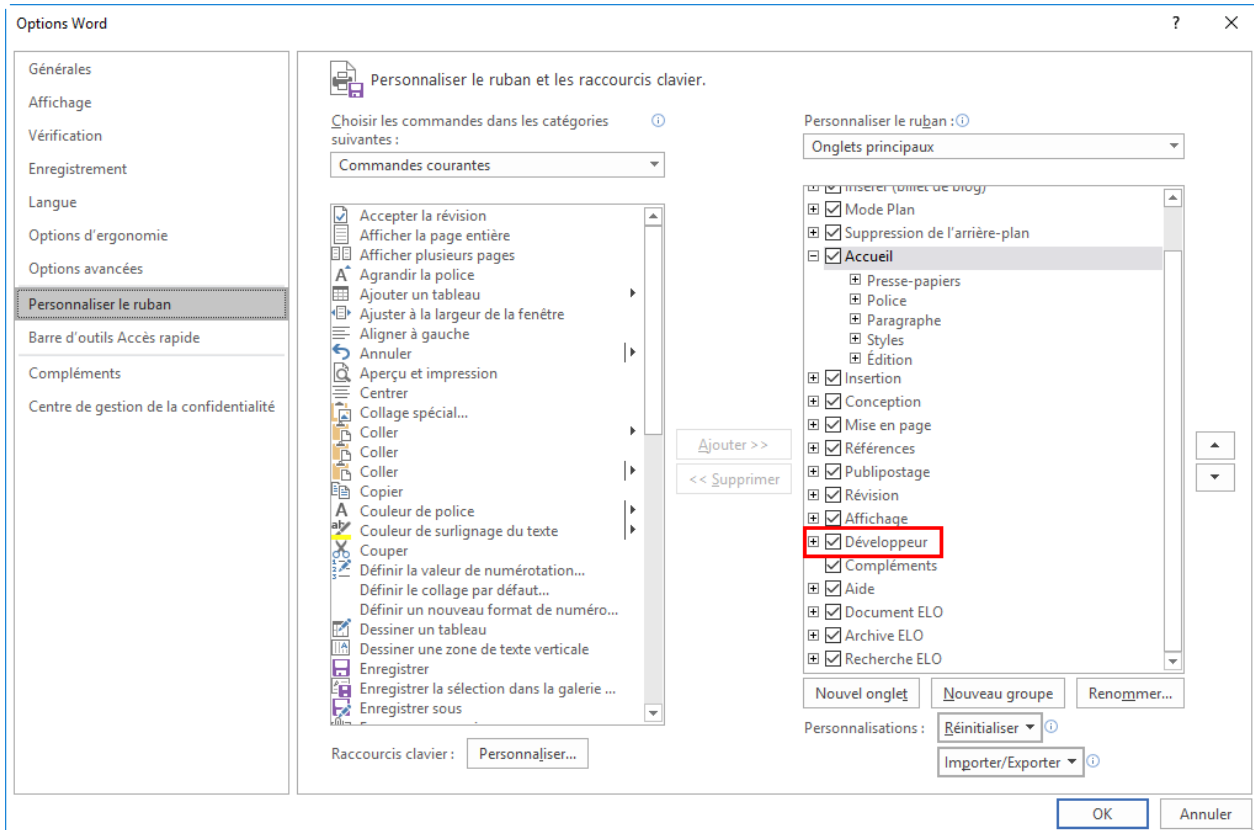 Options Word
?
Générales
Affichage
Vérification
Enregistrement
Langue
Options d'ergonomie
Options avancées
Personnaliser le ruban
Barre d'outils Accès rapide
Compléments
Centre de gestion de la confidentialité
Personnaliser le ruban et les raccourcis clavier.
Choisir les commandes dans les catégories
suivantes :
Commandes courantes
Accepter la révision
Afficher la page entière
Afficher plusieurs pages
Agrandir la police
Ajouter un tableau
Ajuster à la largeur de la fenêtre
Aligner à gauche
Annuler
Aperçu et impression
Centrer
Collage spécial...
Coller
Coller
Coller
Copier
Couleur de police
Couleur de surlignage du texte
Couper
Définir la valeur de numérotation...
Définir le collage par défaut...
Définir un nouveau format de numéro...
Dessiner un tableau
Dessiner une zone de texte verticale
Enregistrer
Enregistrer la sélection dans la galerie ...
Enregistrer sous
Raccourcis clavier :
Personnaliser...
Ajouter >>
<< Supprimer
Personnaliser le ruban :
Onglets principaux
Insérer (billet de blog)
Mode Plan
Suppression de l'arrière-plan
Accueil
Presse-papiers
Police
Paragraphe
Styles
Édition
Insertion
Conception
Mise en page
Références
Publipostage
Révision
Affichage
Développeur
Compléments
Aide
Document ELO
Archive ELO
Recherche ELO
Nouvel onglet
Nouveau groupe
Renommer...
Personnalisations :
Réinitialiser
Importer/Exporter
OK
Annuler